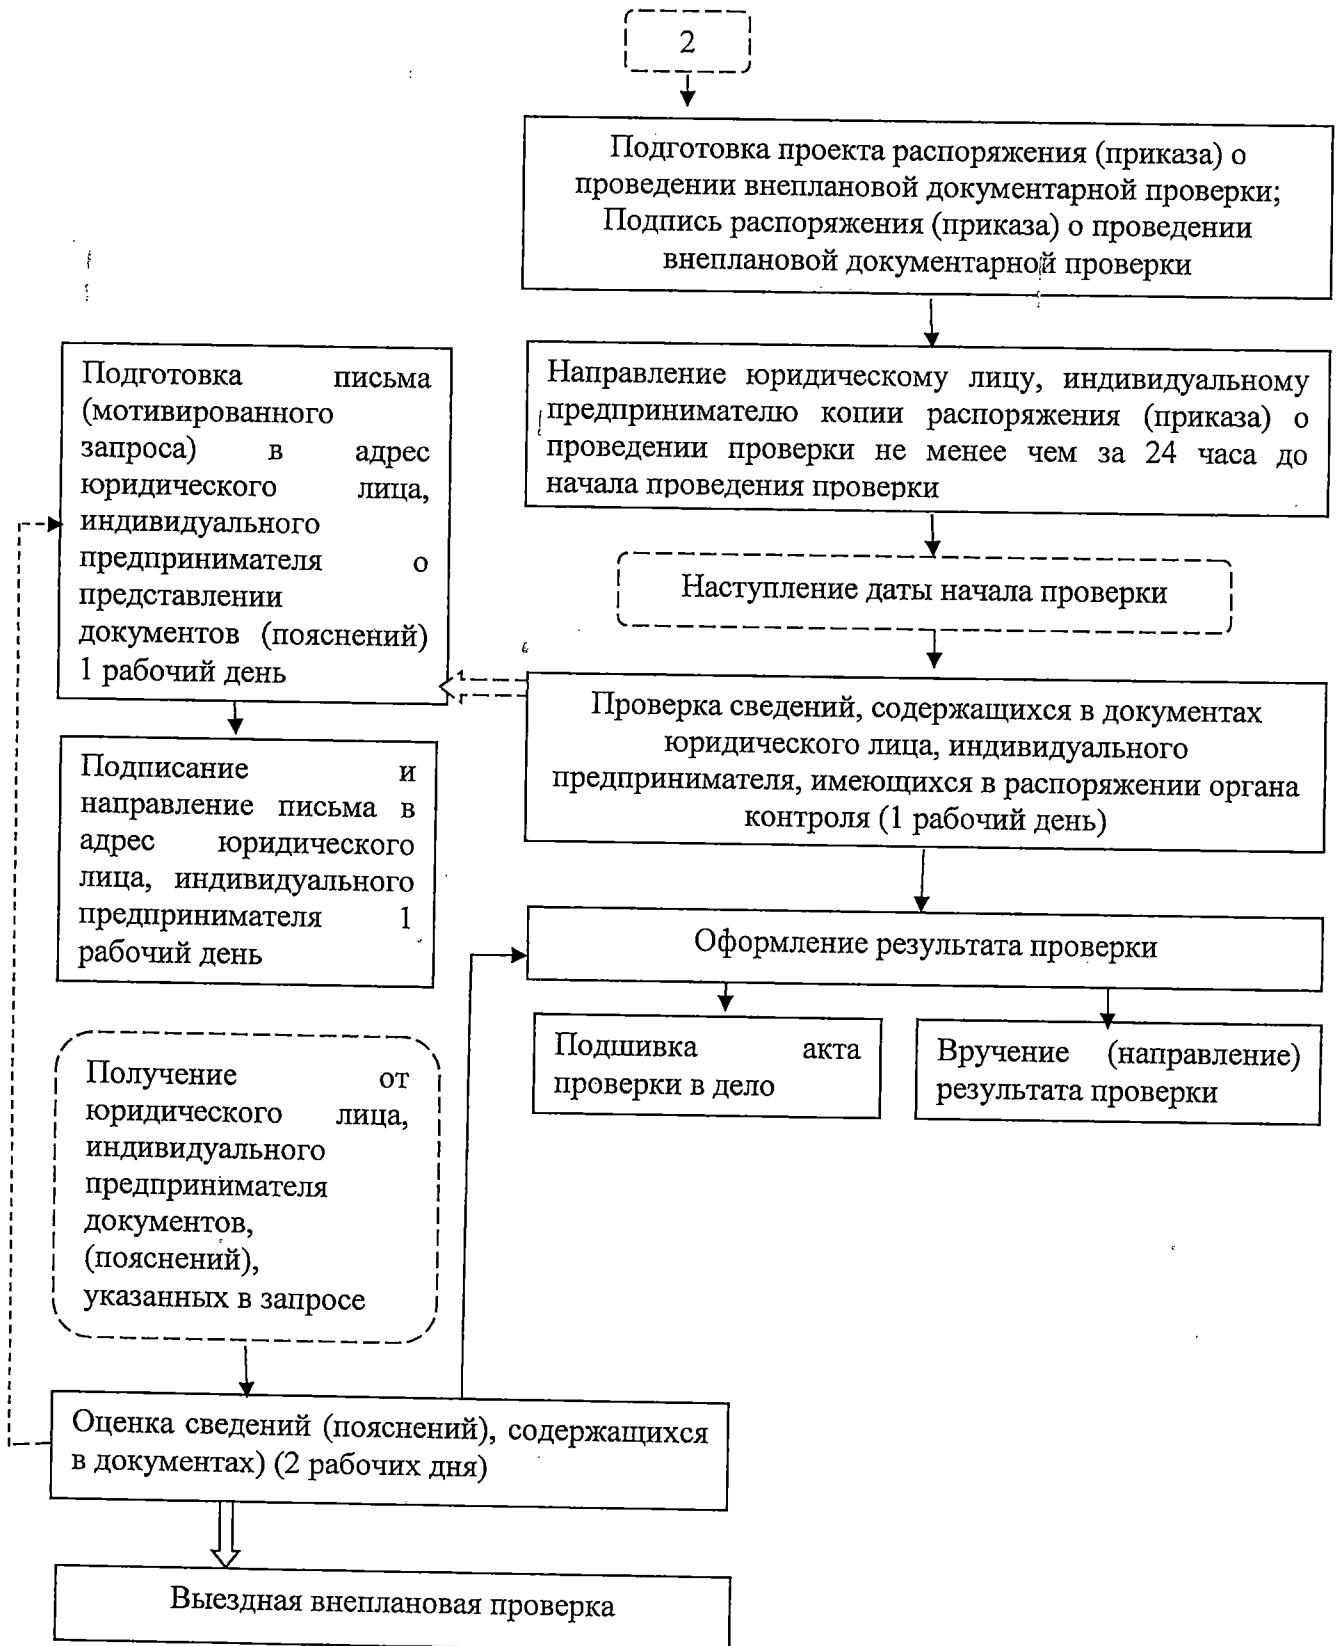 2
Подготовка проекта распоряжения (приказа) о
проведении внеплановой документарной проверки;
Подпись распоряжения (приказа) о проведении
внеплановой документарной проверки
Направление юридическому лицу, индивидуальному
предпринимателю копии распоряжения (приказа) о
проведении проверки не менее чем за 24 часа до
начала проведения проверки
Наступление даты начала проверки
Проверка сведений, содержащихся в документах
юридического лица, индивидуального
предпринимателя, имеющихся в распоряжении органа
контроля (1 рабочий день)
Подготовка письма
(мотивированного
запроса) в адрес
юридического лица,
индивидуального
предпринимателя о
представлении
документов (пояснений)
1 рабочий день
Подписание и
направление письма в
адрес юридического
лица, индивидуального
предпринимателя 1
рабочий день
Оформление результата проверки
Подшивка акта
проверки в дело
Вручение (направление)
результата проверки
Получение от
юридического лица,
индивидуального
предпринимателя
документов,
(пояснений),
указанных в запросе
Оценка сведений (пояснений), содержащихся
в документах) (2 рабочих дня)
Выездная внеплановая проверка